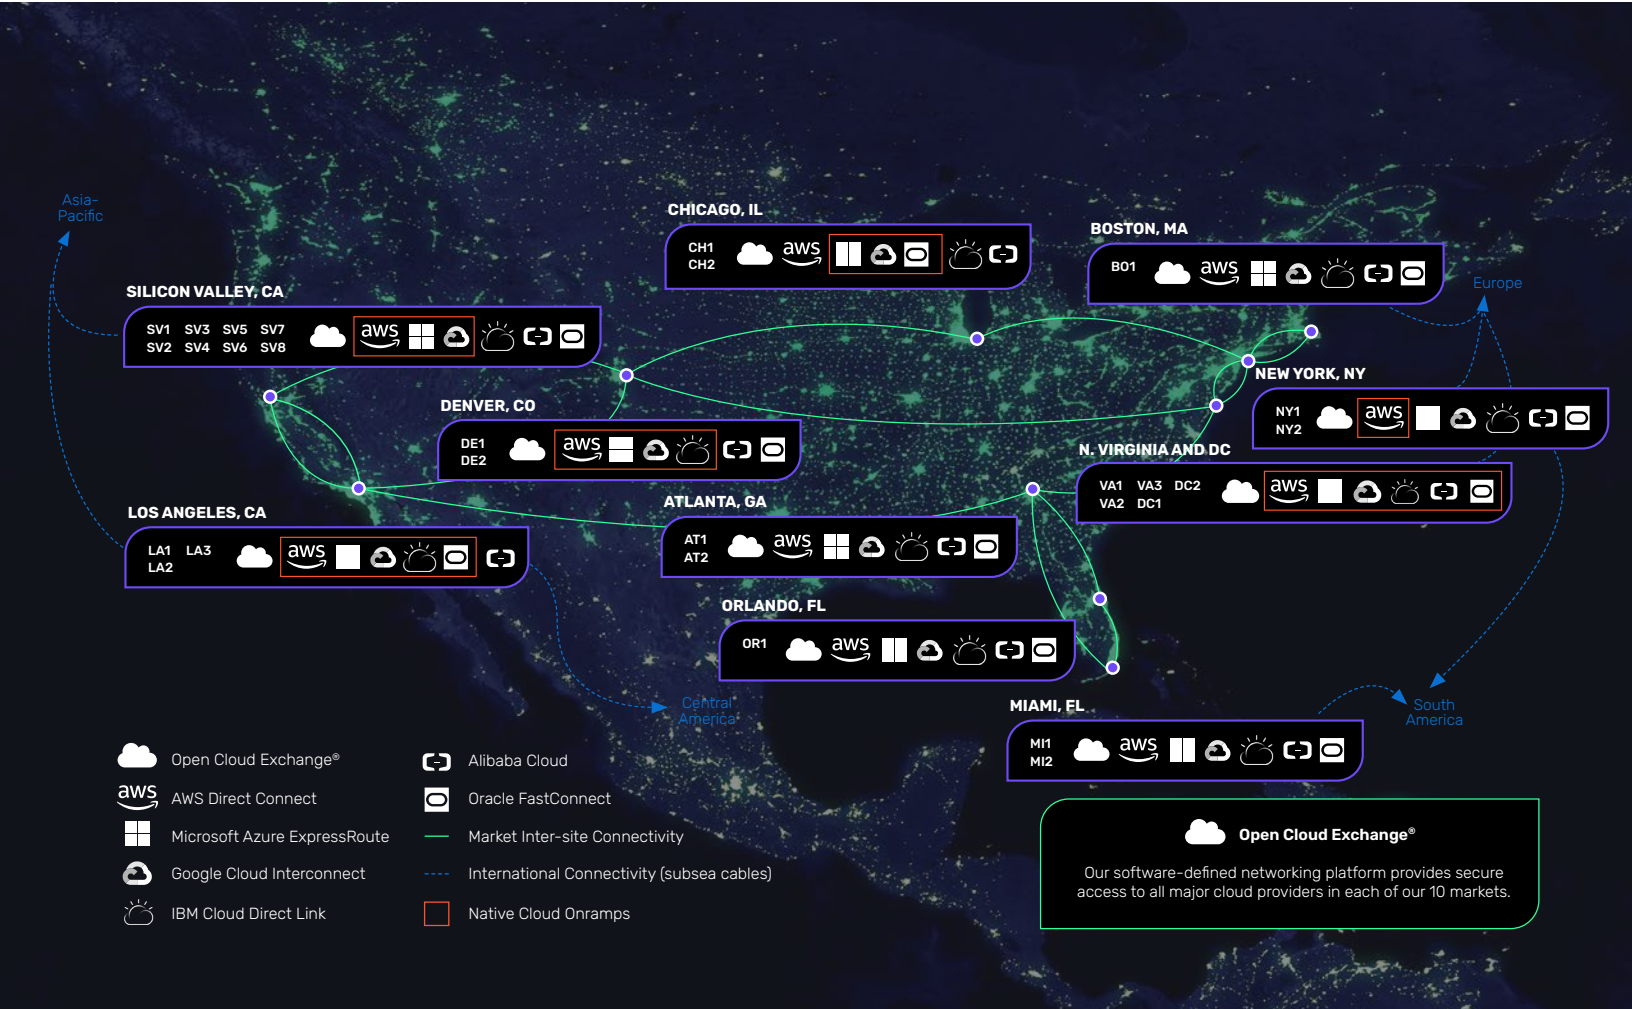 Asia-
Pacific
CHICAGO, IL
CH1
CH2
aws
BOSTON, MA
BO1
aws
Europe
SILICON VALLEY, CA
SV1 SV3 SV5 SV7
SV2 SV4 SV6 SV8
aws
NEW YORK, NY
NY1
NY2
aws
DENVER, CO
DE1
DE2
aws
N. VIRGINIA AND DC
VA1 VA3 DC2
VA2 DC1
aws
ATLANTA, GA
AT1
AT2
aws
LOS ANGELES, CA
LA1 LA3
LA2
aws
ORLANDO, FL
OR1
aws
Central
America
MIAMI, FL
MI1
MI2
aws
South
America
Open Cloud Exchange®
aws
AWS Direct Connect
Microsoft Azure ExpressRoute
Google Cloud Interconnect
IBM Cloud Direct Link
Alibaba Cloud
Oracle FastConnect
Market Inter-site Connectivity
International Connectivity (subsea cables)
Native Cloud Onramps
Open Cloud Exchange®
Our software-defined networking platform provides secure
access to all major cloud providers in each of our 10 markets.